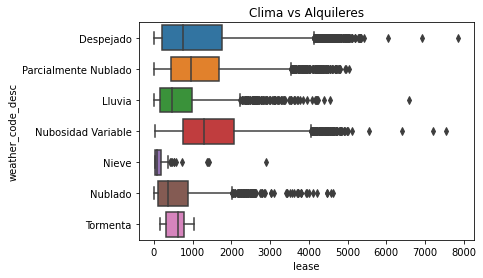 Clima vs Alquileres
weather_code_desc
Despejado
Parcialmente Nublado
Lluvia
Nubosidad Variable
Nieve
Nublado
Tormenta
0 1000 2000 3000 4000 5000 6000 7000 8000
lease